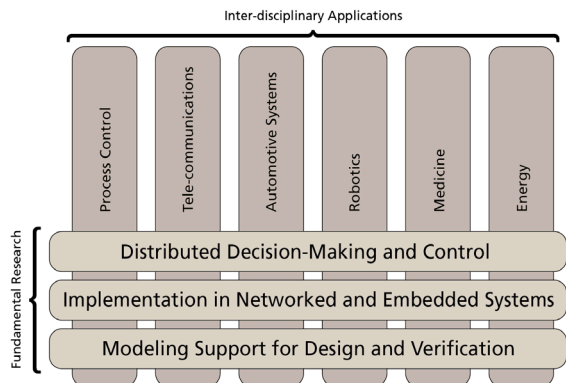 Inter-disciplinary Applications
Process Control
Tele-communications
Automotive Systems
Robotics
Medicine
Energy
Fundamental Research
Distributed Decision-Making and Control
Implementation in Networked and Embedded Systems
Modeling Support for Design and Verification